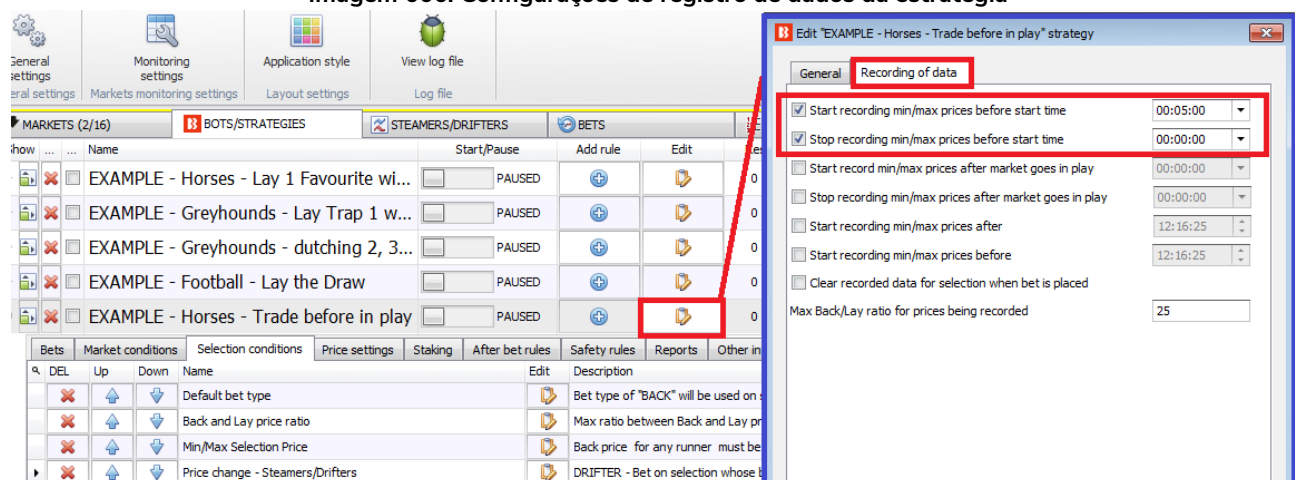 Imagem 006: Configurações de registro de dados da estratégia
General settings
Monitoring settings
Application style
View log file
eral settings
Markets monitoring settings
Layout settings
Log file
MARKETS (2/16)
BOTS/STRATEGIES
STEAMERS/DRIFTERS
BETS
how ... ... Name Start/Pause Add rule Edit
EXAMPLE - Horses - Lay 1 Favourite wi... PAUSED 0
EXAMPLE - Greyhounds - Lay Trap 1 w... PAUSED 0
EXAMPLE - Greyhounds - dutching 2, 3... PAUSED 0
EXAMPLE - Football - Lay the Draw PAUSED 0
EXAMPLE - Horses - Trade before in play PAUSED 0
Bets Market conditions Selection conditions Price settings Staking After bet rules Safety rules Reports Other in
DEL Up Down Name Edit Description
Default bet type Bet type of "BACK" will be used on
Back and Lay price ratio Max ratio between Back and Lay pr
Min/Max Selection Price Back price for any runner must be
Price change - Steamers/Drifters DRIFTER - Bet on selection whose
Edit "EXAMPLE - Horses - Trade before in play" strategy
General Recording of data
Start recording min/max prices before start time 00:05:00
Stop recording min/max prices before start time 00:00:00
Start record min/max prices after market goes in play 00:00:00
Stop recording min/max prices after market goes in play 00:00:00
Start recording min/max prices after 12:16:25
Start recording min/max prices before 12:16:25
Clear recorded data for selection when bet is placed
Max Back/Lay ratio for prices being recorded 25